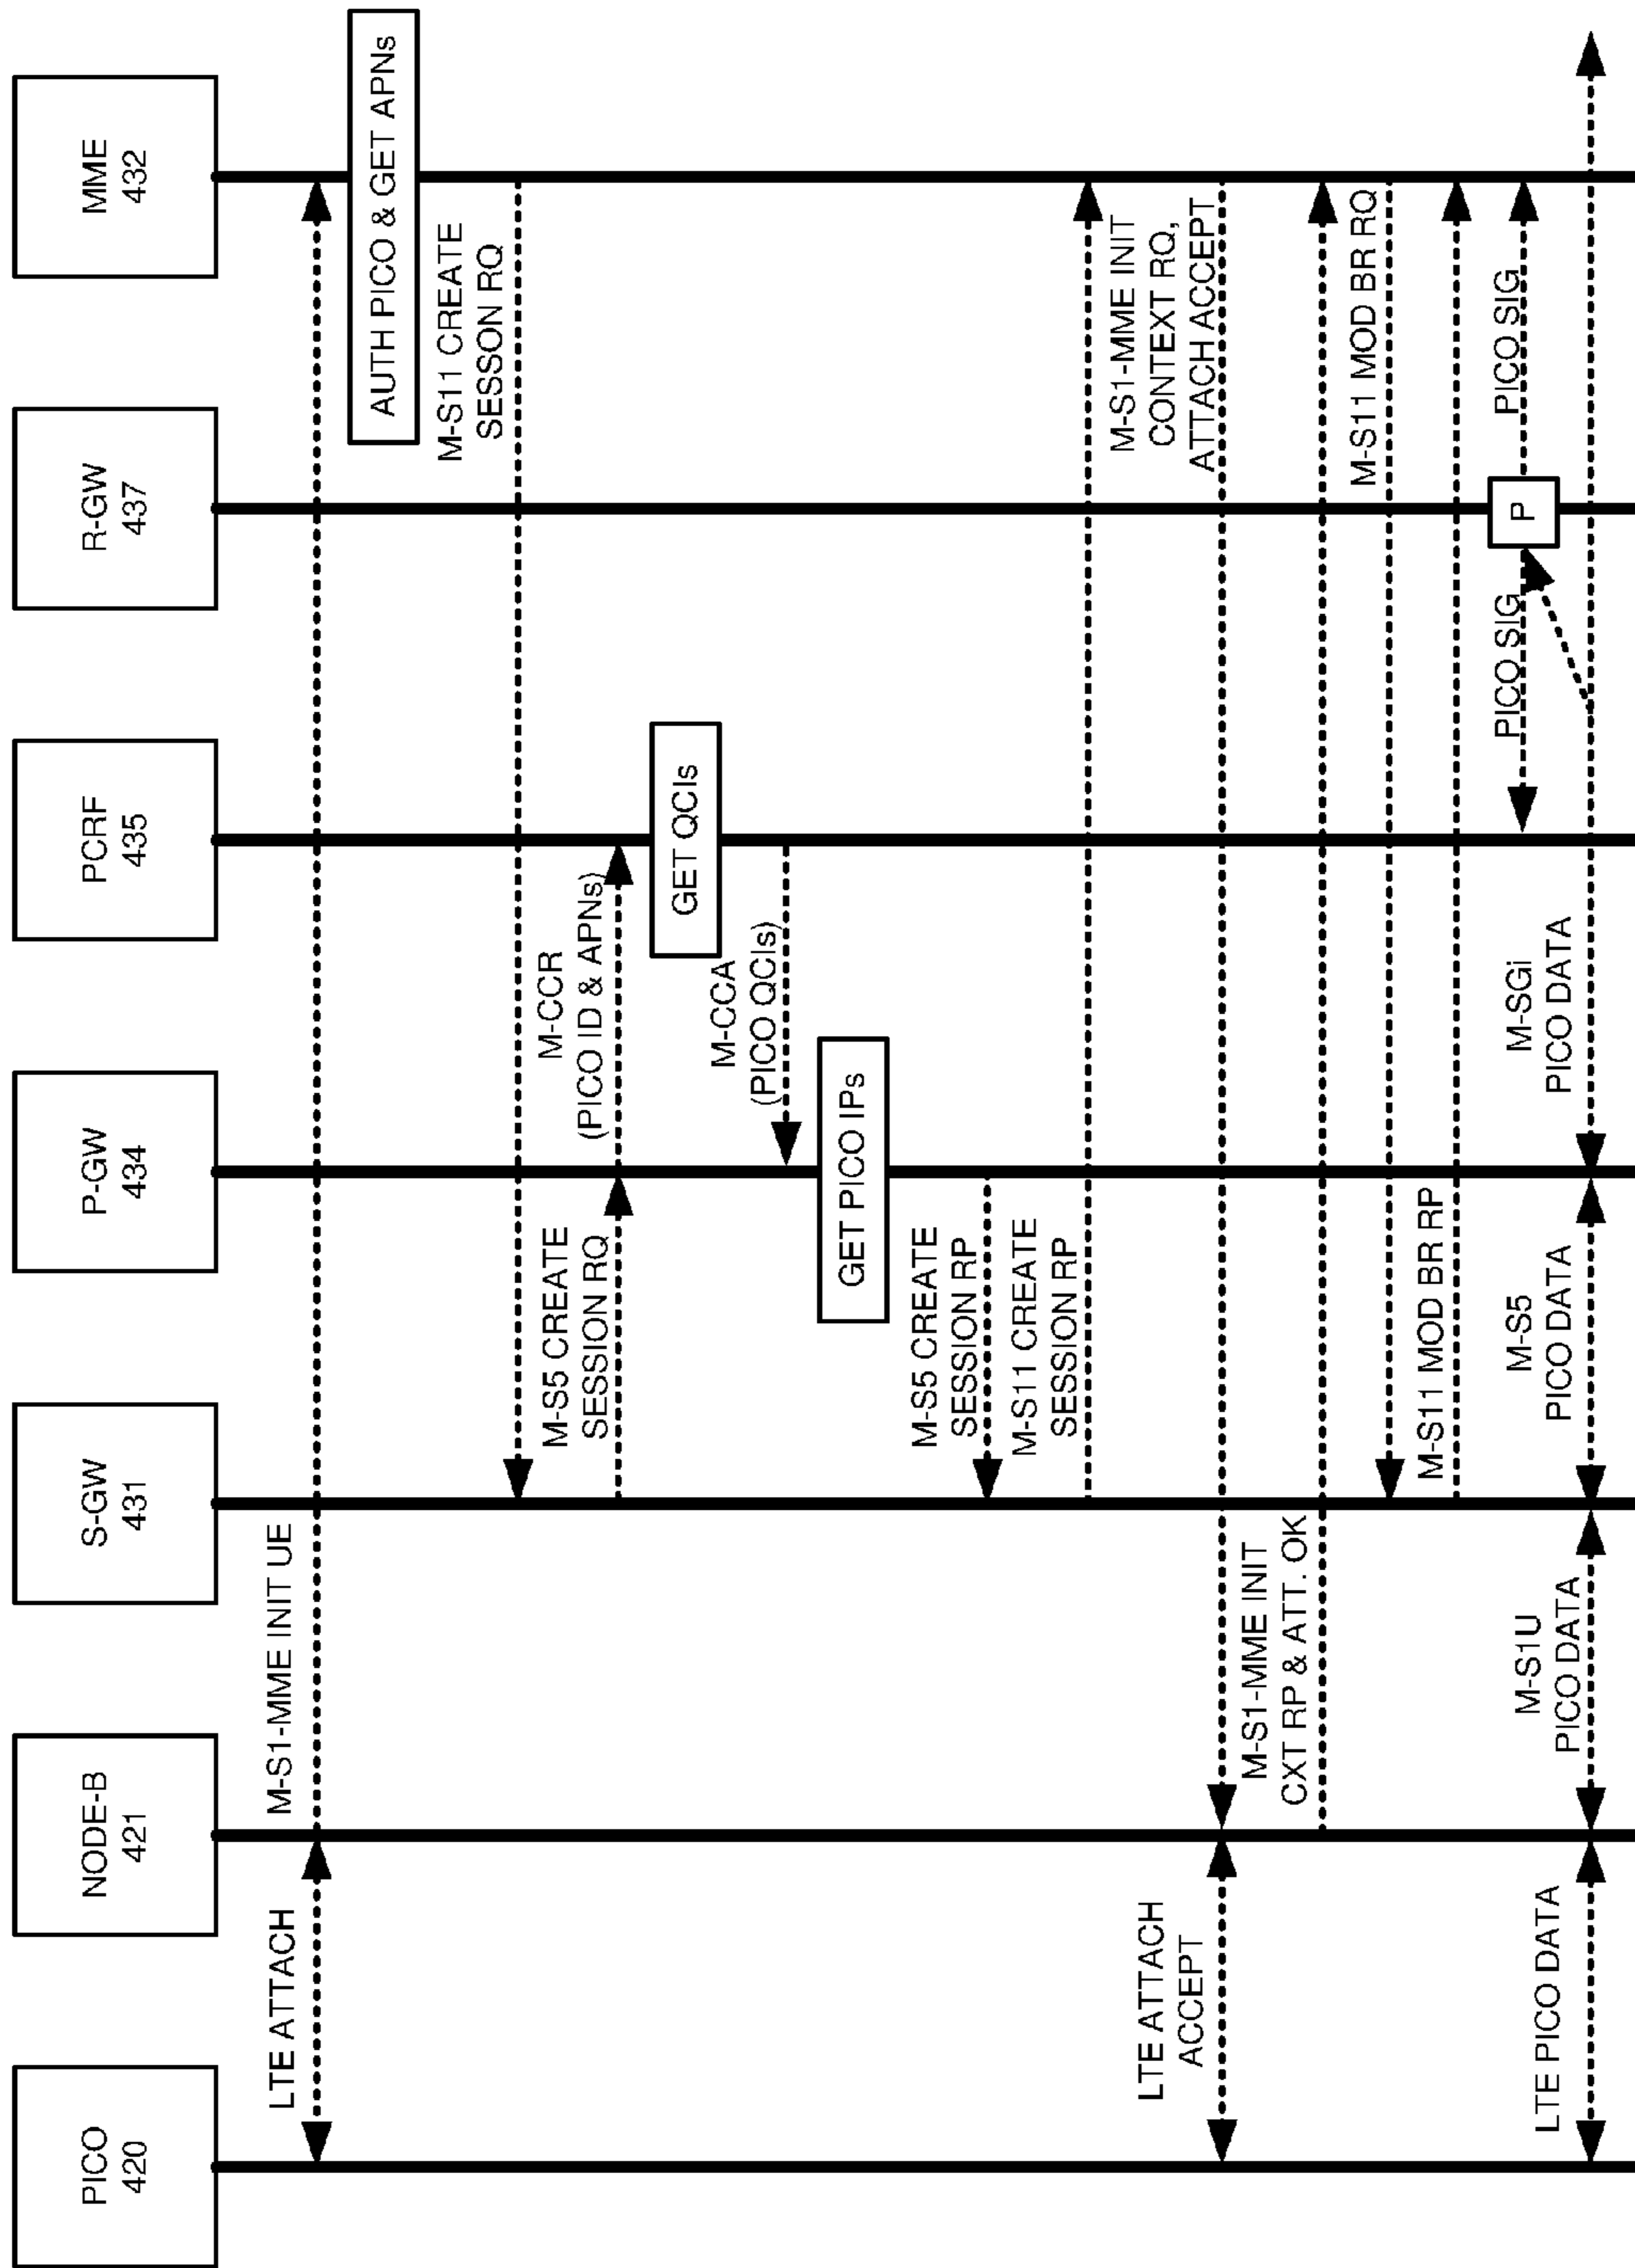 PICO
420
NODE-B
421
S-GW
431
P-GW
434
PCRF
435
R-GW
437
MME
432
LTE ATTACH
M-S1-MME INIT UE
AUTH PICO & GET APNs
M-S11 CREATE
SESSON RQ
M-S5 CREATE
SESSION RQ
M-CCR
(PICO ID & APNs)
GET QCIs
M-CCA
(PICO QCIs)
GET PICO IPs
M-S5 CREATE
SESSION RP
M-S11 CREATE
SESSION RP
M-S1-MME INIT
CONTEXT RQ,
ATTACH ACCEPT
LTE ATTACH
ACCEPT
M-S1-MME INIT
CXT RP & ATT. OK
M-S11 MOD BR RQ
M-S11 MOD BR RP
PICO SIG
P
PICO SIG
LTE PICO DATA
M-S1U
PICO DATA
M-S5
PICO DATA
M-SGi
PICO DATA